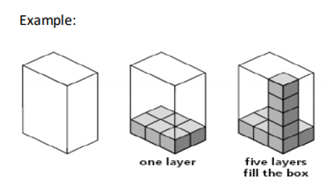 Example:
one layer
five layers
fill the box